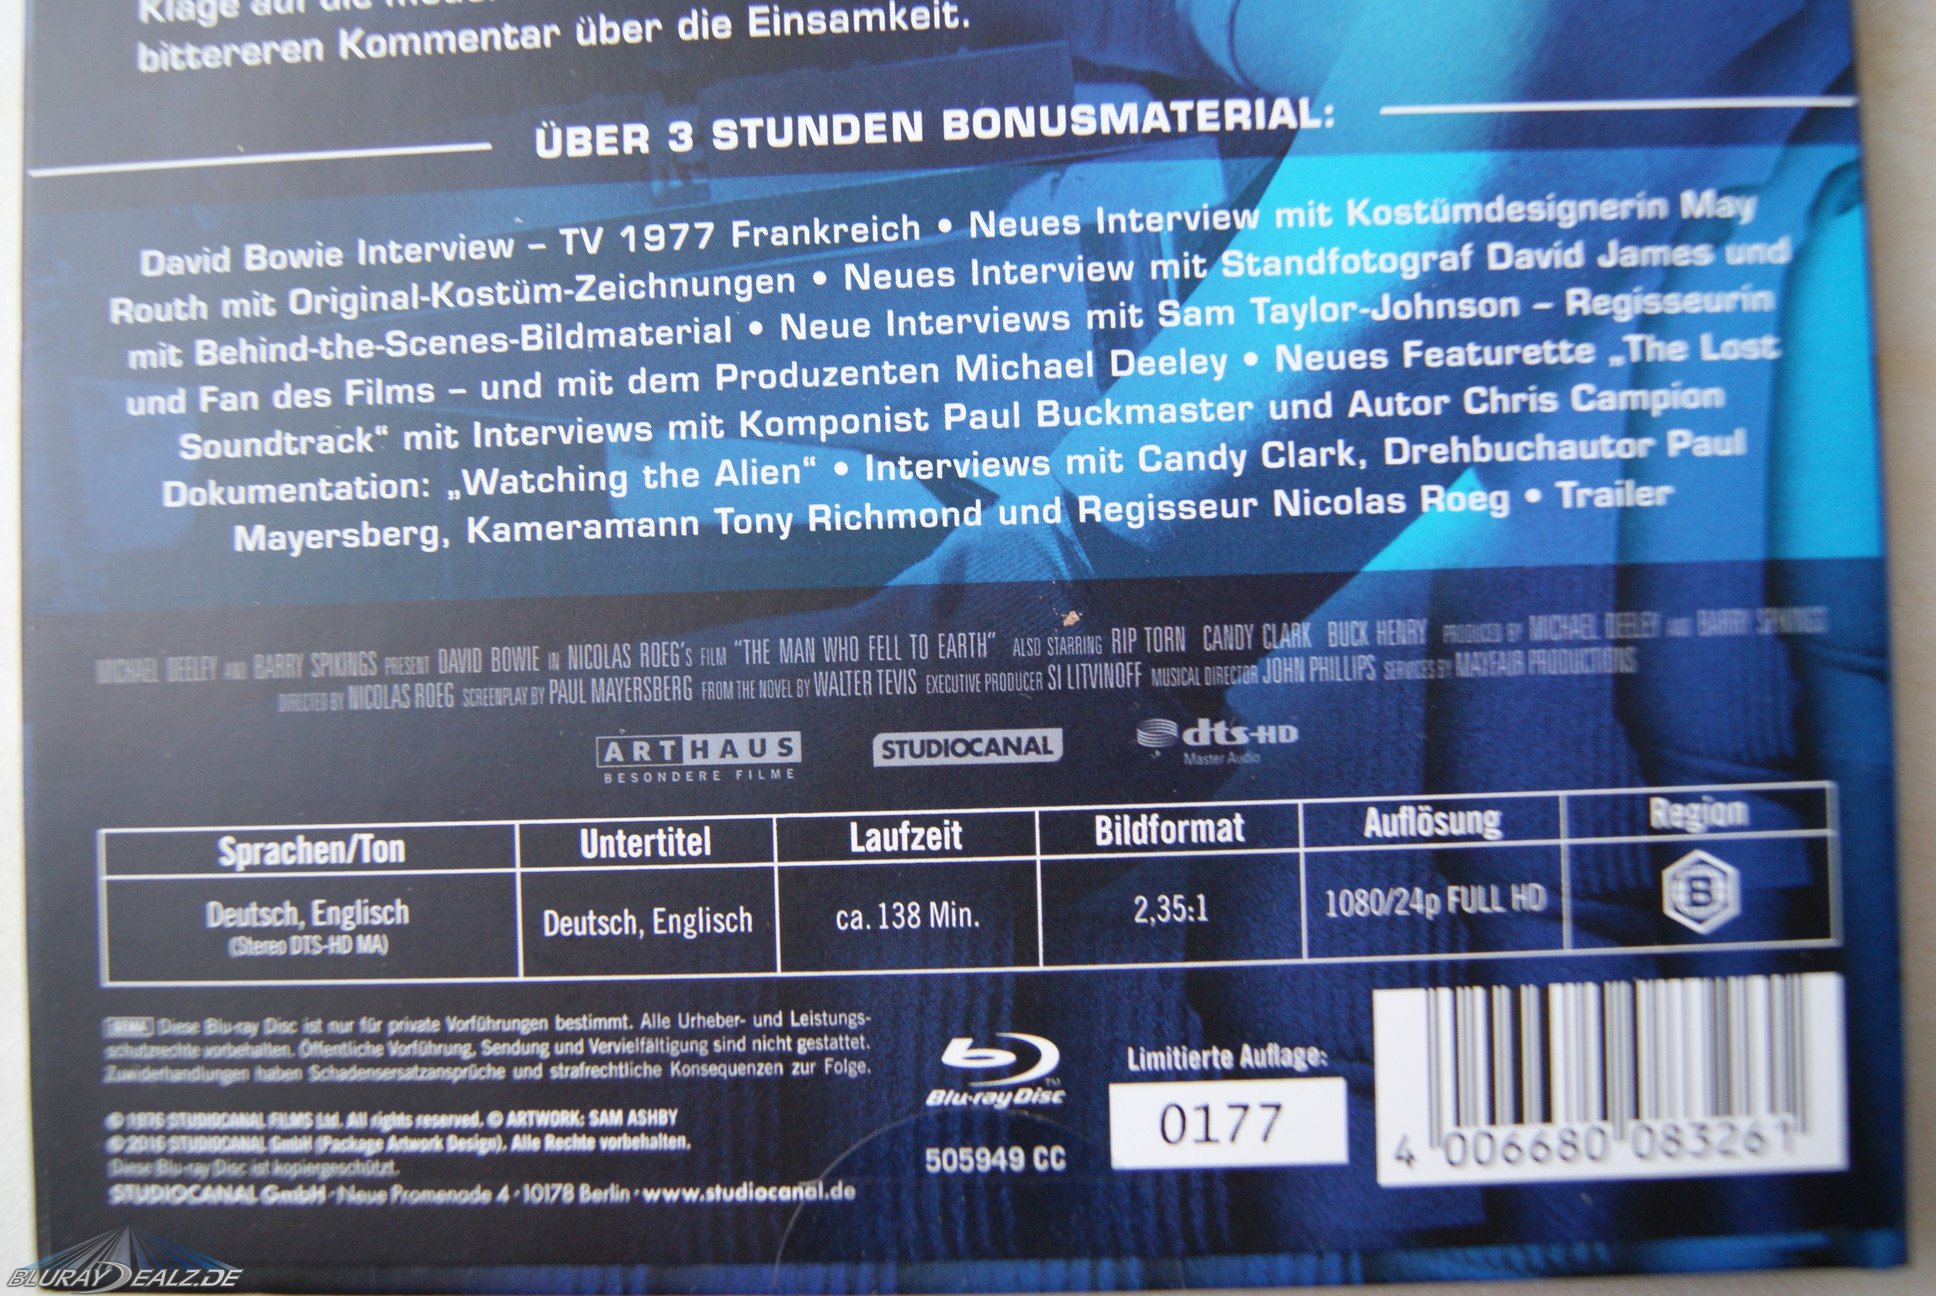 Klage auf die
bittereren Kommentar über die Einsamkeit.
ÜBER 3 STUNDEN BONUSMATERIAL:
David Bowie Interview – TV 1977 Frankreich • Neues Interview mit Kostümdesignerin May
Routh mit Original-Kostüm-Zeichnungen • Neues Interview mit Standfotograf David James und
mit Behind-the-Scenes-Bildmaterial • Neue Interviews mit Sam Taylor-Johnson – Regisseurin
und Fan des Films – und mit dem Produzenten Michael Deeley • Neues Featurette „The Lost
Soundtrack“ mit Interviews mit Komponist Paul Buckmaster und Autor Chris Campion
Dokumentation: „Watching the Alien“ • Interviews mit Candy Clark, Drehbuchautor Paul
Mayersberg, Kameramann Tony Richmond und Regisseur Nicolas Roeg • Trailer
MICHAEL DEELEY AND BARRY SPIKINGS PRESENT DAVID BOWIE IN NICOLAS ROEG'S FILM "THE MAN WHO FELL TO EARTH" ALSO STARRING RIP TORN CANDY CLARK BUCK HENRY PRODUCED BY MICHAEL DEELEY AND BARRY SPIKINGS
DIRECTED BY NICOLAS ROEG SCREENPLAY BY PAUL MAYERSBERG FROM THE NOVEL BY WALTER TEVIS EXECUTIVE PRODUCER SI LITVINOFF MUSICAL DIRECTOR JOHN PHILLIPS SERVICES BY MAYFAIR PRODUCTIONS
ARTHAUS STUDIOCANAL dts-HD
BESONDERE FILME Master Audio
Sprachen/Ton Untertitel Laufzeit Bildformat Auflösung Region
Deutsch, Englisch Deutsch, Englisch ca. 138 Min. 2,35:1 1080/24p FULL HD B
(Stereo DTS-HD MA)
GEMA Diese Blu-ray Disc ist nur für private Vorführungen bestimmt. Alle Urheber- und Leistungs-
schutzrechte vorbehalten. Öffentliche Vorführung, Sendung und Vervielfältigung sind nicht gestattet.
Zuwiderhandlungen haben Schadensersatzansprüche und strafrechtliche Konsequenzen zur Folge.
© 1976 STUDIOCANAL FILMS Ltd. All rights reserved. © ARTWORK: SAM ASHBY
© 2016 STUDIOCANAL GmbH (Package Artwork Design). Alle Rechte vorbehalten.
Diese Blu-ray Disc ist kopiergeschützt.
STUDIOCANAL GmbH · Neue Promenade 4 · 10178 Berlin · www.studiocanal.de
Blu-ray Disc™
505949 CC
Limitierte Auflage:
0177
4 006680 083261
BLURAYDEALZ.DE